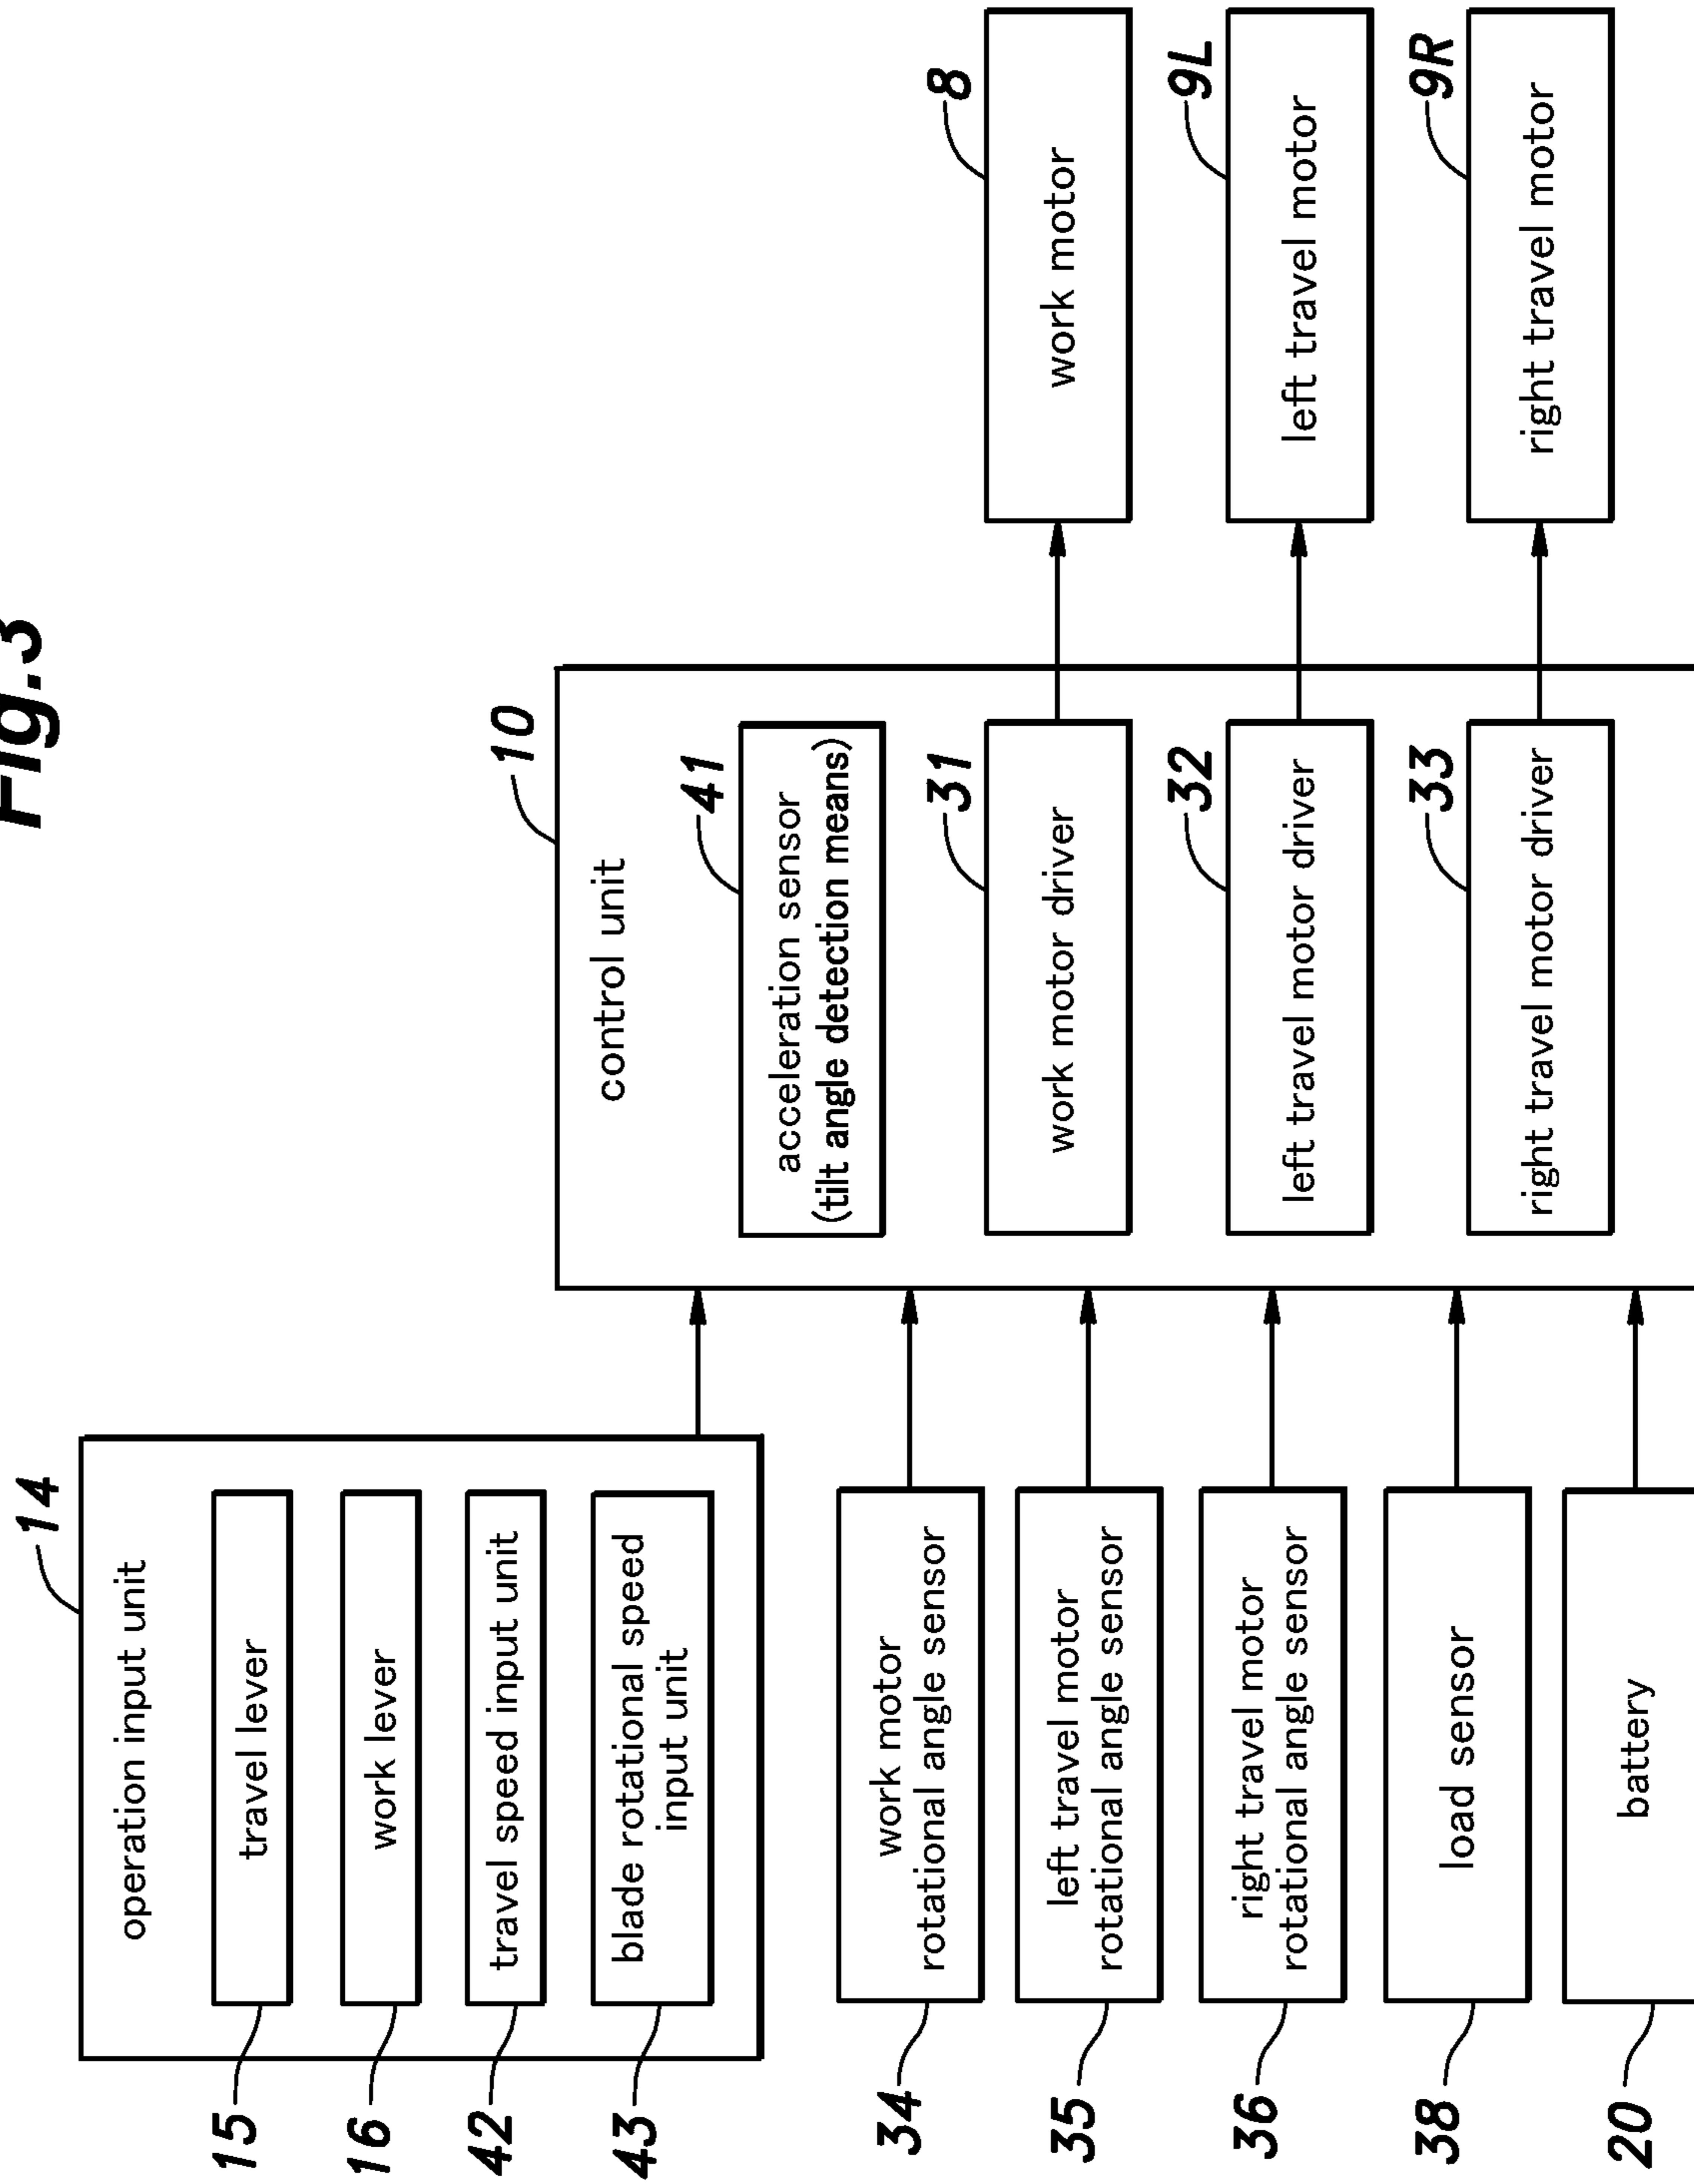 Fig.3
14
operation input unit
15
travel lever
16
work lever
42
travel speed input unit
43
blade rotational speed
input unit
34
work motor
rotational angle sensor
35
left travel motor
rotational angle sensor
36
right travel motor
rotational angle sensor
38
load sensor
20
battery
10
control unit
41
acceleration sensor
(tilt angle detection means)
31
work motor driver
32
left travel motor driver
33
right travel motor driver
8
work motor
9L
left travel motor
9R
right travel motor